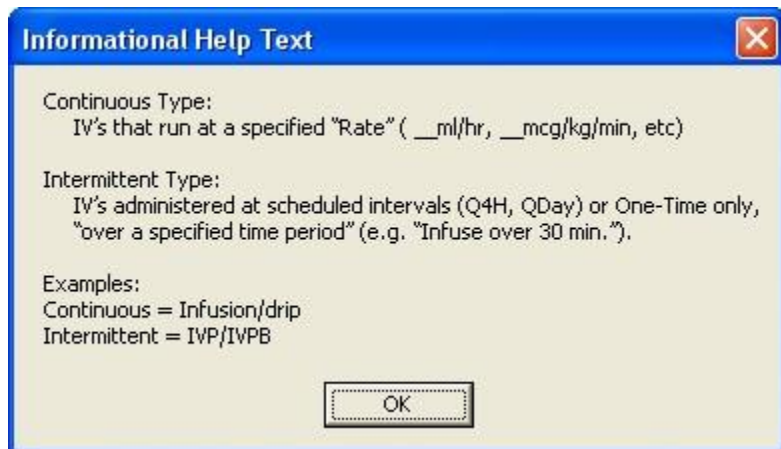 Informational Help Text
Continuous Type:
IV's that run at a specified "Rate" ( __ml/hr, __mcg/kg/min, etc)
Intermittent Type:
IV's administered at scheduled intervals (Q4H, QDay) or One-Time only,
"over a specified time period" (e.g. "Infuse over 30 min.").
Examples:
Continuous = Infusion/drip
Intermittent = IVP/IVPB
OK